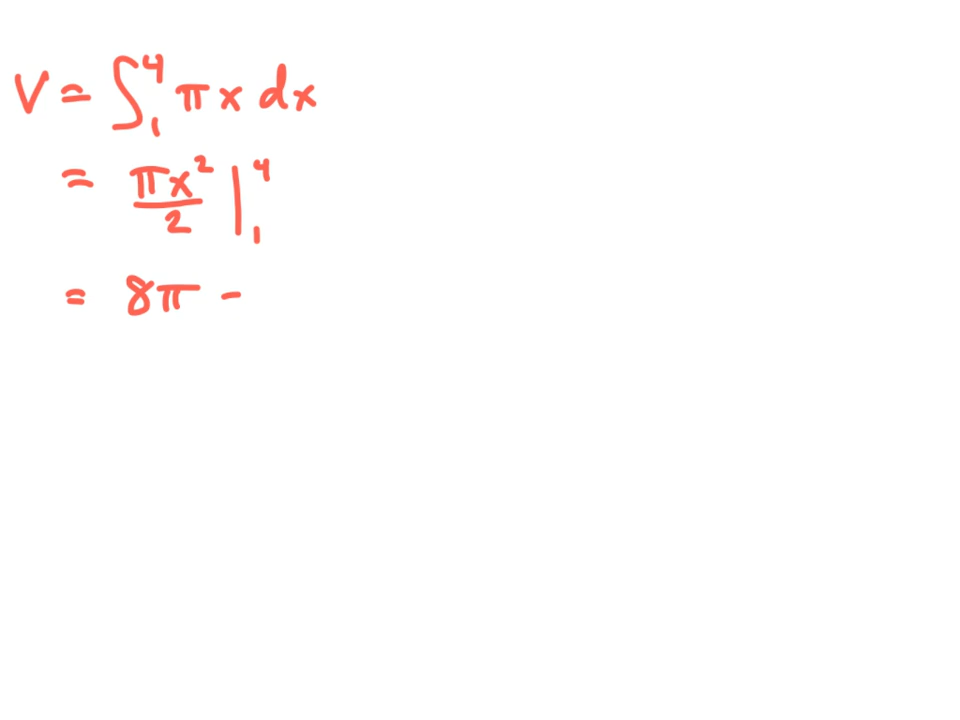 V = ∫₁⁴ πx dx
= πx²/2 |₁⁴
= 8π -